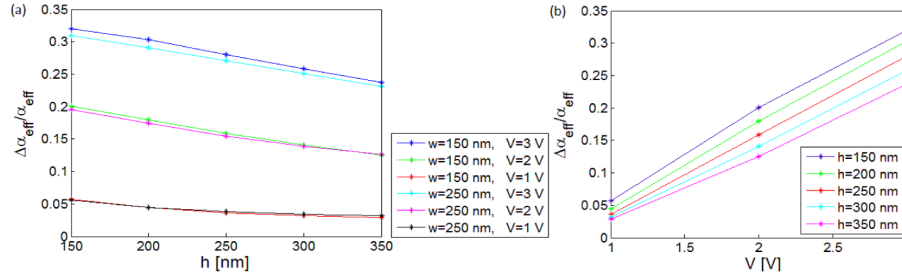 (a)
0.35
0.3
0.25
0.2
0.15
0.1
0.05
0
Δα_eff/α_eff
150 200 250 300 350
h [nm]
w=150 nm, V=3 V
w=150 nm, V=2 V
w=150 nm, V=1 V
w=250 nm, V=3 V
w=250 nm, V=2 V
w=250 nm, V=1 V
(b)
0.35
0.3
0.25
0.2
0.15
0.1
0.05
0
Δα_eff/α_eff
1 1.5 2 2.5
V [V]
h=150 nm
h=200 nm
h=250 nm
h=300 nm
h=350 nm